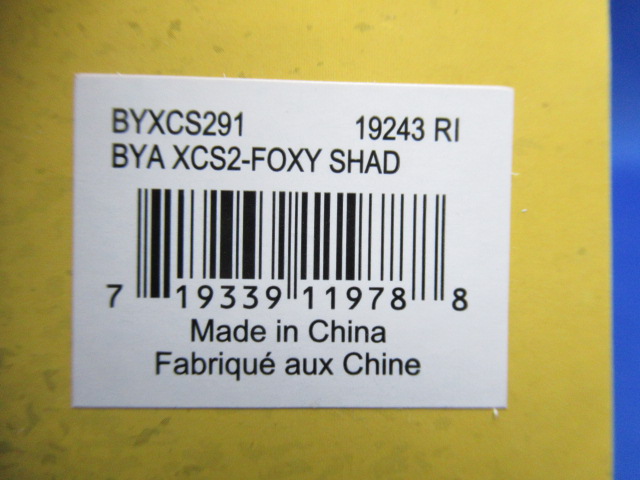 BYXCS291 19243 RI
BYA XCS2-FOXY SHAD
7 19339 11978 8
Made in China
Fabriqué aux Chine